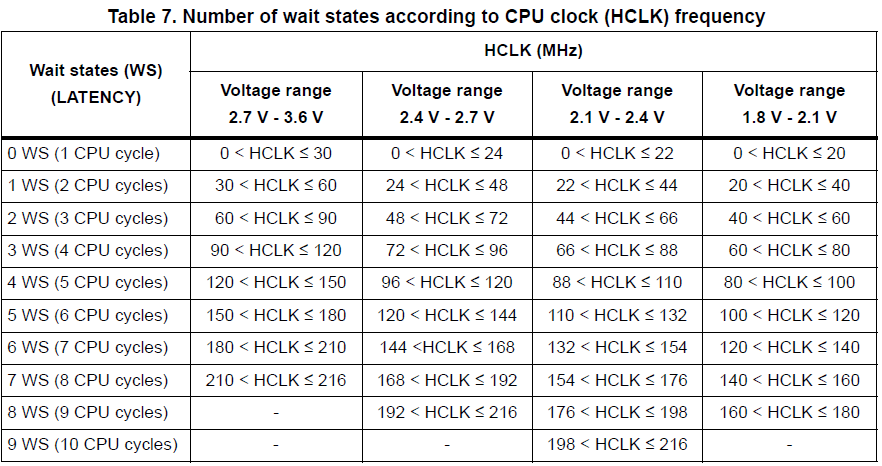 Table 7. Number of wait states according to CPU clock (HCLK) frequency
Wait states (WS)
(LATENCY)
HCLK (MHz)
Voltage range
2.7 V - 3.6 V
Voltage range
2.4 V - 2.7 V
Voltage range
2.1 V - 2.4 V
Voltage range
1.8 V - 2.1 V
0 WS (1 CPU cycle) 0 < HCLK ≤ 30 0 < HCLK ≤ 24 0 < HCLK ≤ 22 0 < HCLK ≤ 20
1 WS (2 CPU cycles) 30 < HCLK ≤ 60 24 < HCLK ≤ 48 22 < HCLK ≤ 44 20 < HCLK ≤ 40
2 WS (3 CPU cycles) 60 < HCLK ≤ 90 48 < HCLK ≤ 72 44 < HCLK ≤ 66 40 < HCLK ≤ 60
3 WS (4 CPU cycles) 90 < HCLK ≤ 120 72 < HCLK ≤ 96 66 < HCLK ≤ 88 60 < HCLK ≤ 80
4 WS (5 CPU cycles) 120 < HCLK ≤ 150 96 < HCLK ≤ 120 88 < HCLK ≤ 110 80 < HCLK ≤ 100
5 WS (6 CPU cycles) 150 < HCLK ≤ 180 120 < HCLK ≤ 144 110 < HCLK ≤ 132 100 < HCLK ≤ 120
6 WS (7 CPU cycles) 180 < HCLK ≤ 210 144 <HCLK ≤ 168 132 < HCLK ≤ 154 120 < HCLK ≤ 140
7 WS (8 CPU cycles) 210 < HCLK ≤ 216 168 < HCLK ≤ 192 154 < HCLK ≤ 176 140 < HCLK ≤ 160
8 WS (9 CPU cycles) - 192 < HCLK ≤ 216 176 < HCLK ≤ 198 160 < HCLK ≤ 180
9 WS (10 CPU cycles) - - 198 < HCLK ≤ 216 -